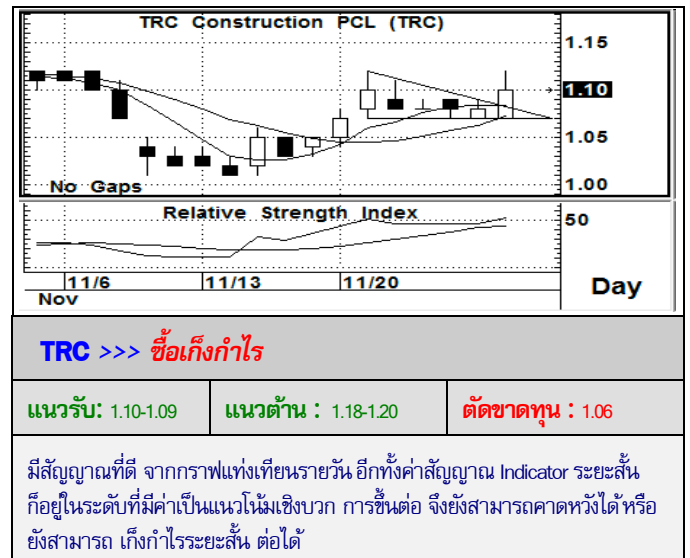 TRC Construction PCL (TRC)
1.15
1.10
1.05
1.00
No Gaps
Relative Strength Index
50
11/6 11/13 11/20
Nov
Day
TRC >>> ซื้อเก็งกำไร
แนวรับ: 1.10-1.09 แนวต้าน : 1.18-1.20 ตัดขาดทุน : 1.06
มีสัญญาณที่ดี จากกราฟแท่งเทียนรายวัน อีกทั้งค่าสัญญาณ Indicator ระยะสั้น
ก็อยู่ในระดับที่มีค่าเป็นแนวโน้มเชิงบวก การขึ้นต่อ จึงยังสามารถคาดหวังได้ หรือ
ยังสามารถ เก็งกำไรระยะสั้น ต่อได้